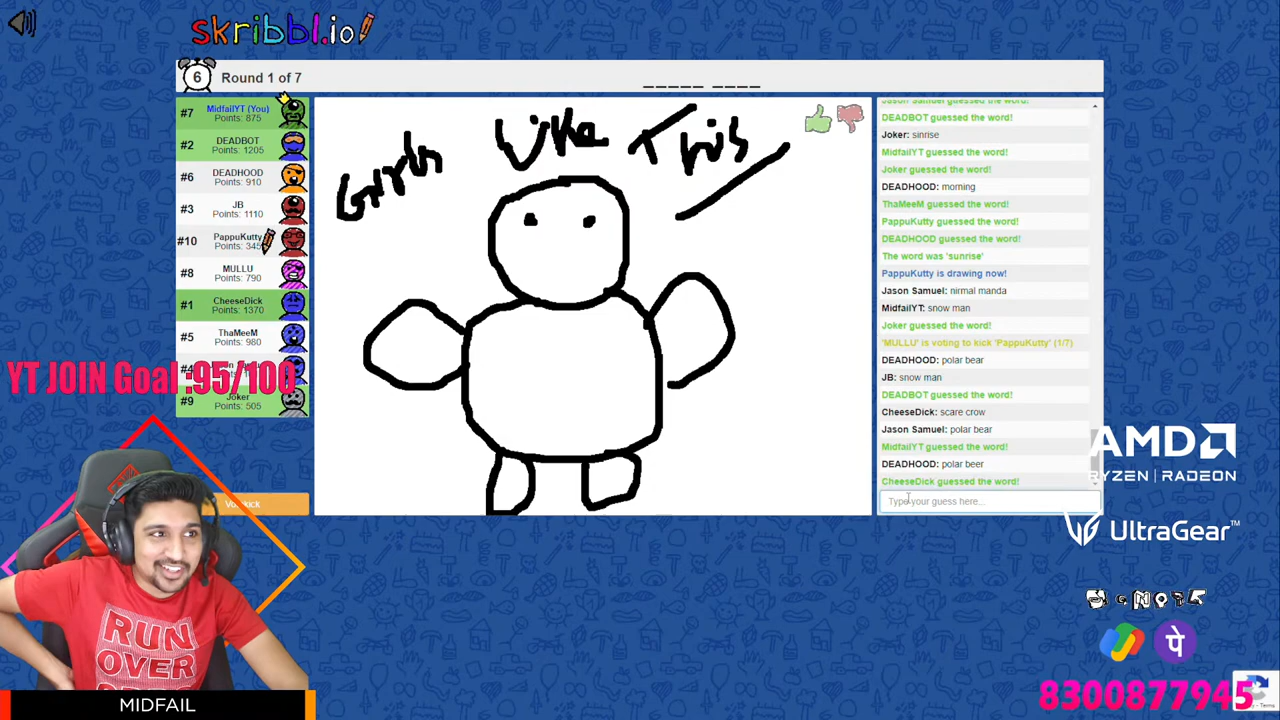 skribbl.io
6
Round 1 of 7
_____ ____
#7
MidfailYT (You)
Points: 875
#2
DEADBOT
Points: 1205
#6
DEADHOOD
Points: 910
#3
JB
Points: 1110
#10
PappuKutty
Points: 345
#8
MULLU
Points: 790
#1
CheeseDick
Points: 1370
#5
ThaMeeM
Points: 980
#4
#9
Joker
Points: 505
YT JOIN Goal :95/100
Like This
DEADBOT guessed the word!
Joker: sinrise
MidfailYT guessed the word!
Joker guessed the word!
DEADHOOD: morning
ThaMeeM guessed the word!
PappuKutty guessed the word!
DEADHOOD guessed the word!
The word was 'sunrise'
PappuKutty is drawing now!
Jason Samuel: nirmal manda
MidfailYT: snow man
Joker guessed the word!
'MULLU' is voting to kick 'PappuKutty' (1/7)
DEADHOOD: polar bear
JB: snow man
DEADBOT guessed the word!
CheeseDick: scare crow
Jason Samuel: polar bear
MidfailYT guessed the word!
DEADHOOD: polar beer
CheeseDick guessed the word!
Type your guess here...
AMD
RYZEN | RADEON
UltraGear™
पे
8300877945
RUN
OVER
MIDFAIL